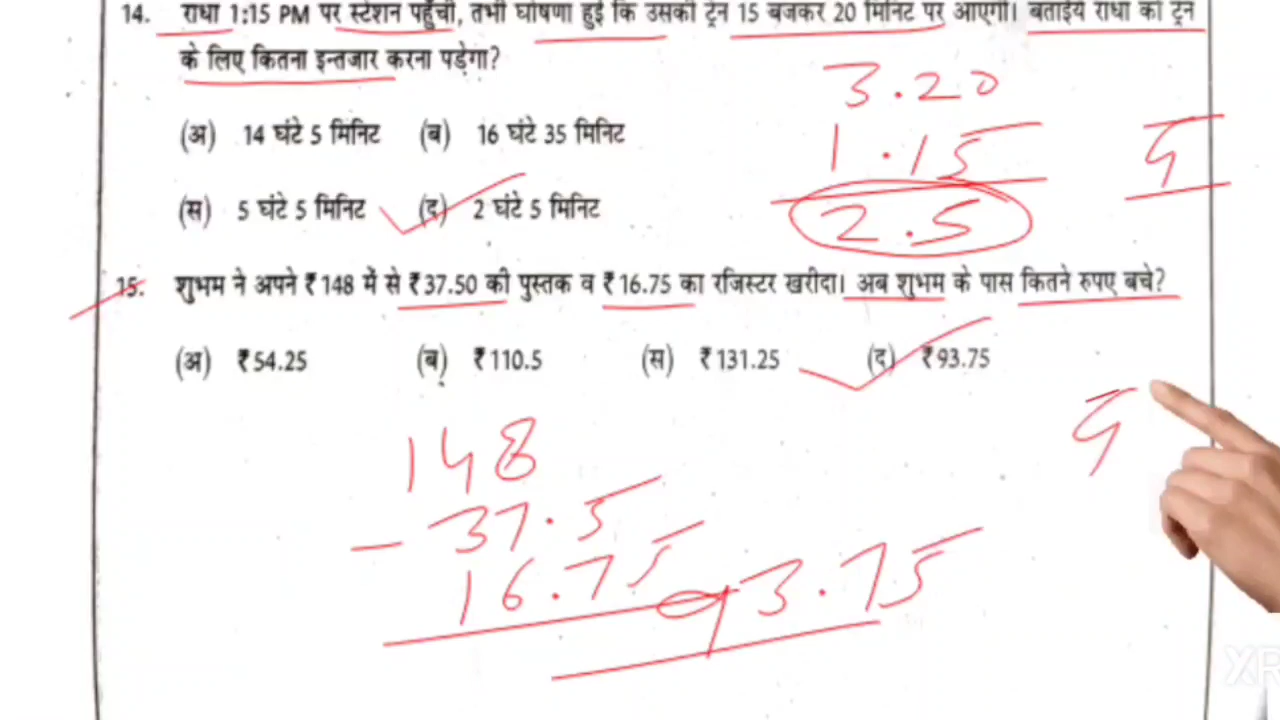 14. राधा 1:15 PM पर स्टेशन पहुँची, तभी घोषणा हुई कि उसकी ट्रेन 15 बजकर 20 मिनिट पर आएगी। बताईये राधा को ट्रेन
के लिए कितना इन्तजार करना पड़ेगा?
3.20
(अ) 14 घंटे 5 मिनिट (ब) 16 घंटे 35 मिनिट
1.15
द
(स) 5 घंटे 5 मिनिट (द) 2 घंटे 5 मिनिट
2.5
15. शुभम ने अपने ₹ 148 में से ₹ 37.50 की पुस्तक व ₹ 16.75 का रजिस्टर खरीदा। अब शुभम के पास कितने रुपए बचे?
(अ) ₹ 54.25 (ब) ₹ 110.5 (स) ₹ 131.25 (द) ₹ 93.75
148
द
- 37.5
16.75
93.75